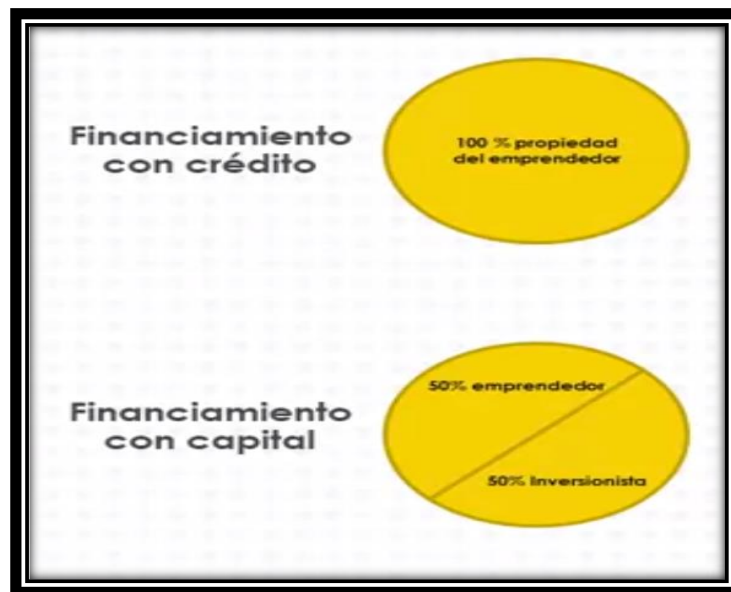 Financiamiento
con crédito
100 % propiedad
del emprendedor
Financiamiento
con capital
50% emprendedor
50% Inversionista